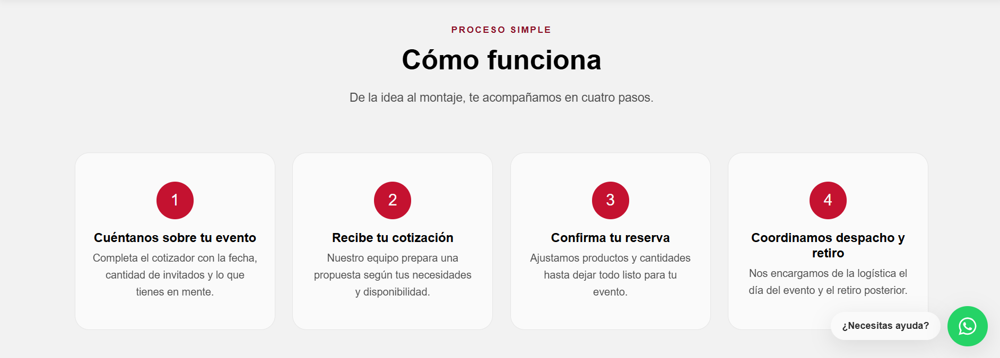 PROCESO SIMPLE
Cómo funciona
De la idea al montaje, te acompañamos en cuatro pasos.
1
Cuéntanos sobre tu evento
Completa el cotizador con la fecha,
cantidad de invitados y lo que
tienes en mente.
2
Recibe tu cotización
Nuestro equipo prepara una
propuesta según tus necesidades
y disponibilidad.
3
Confirma tu reserva
Ajustamos productos y cantidades
hasta dejar todo listo para tu
evento.
4
Coordinamos despacho y
retiro
Nos encargamos de la logística el
día del evento y el retiro posterior.
¿Necesitas ayuda?